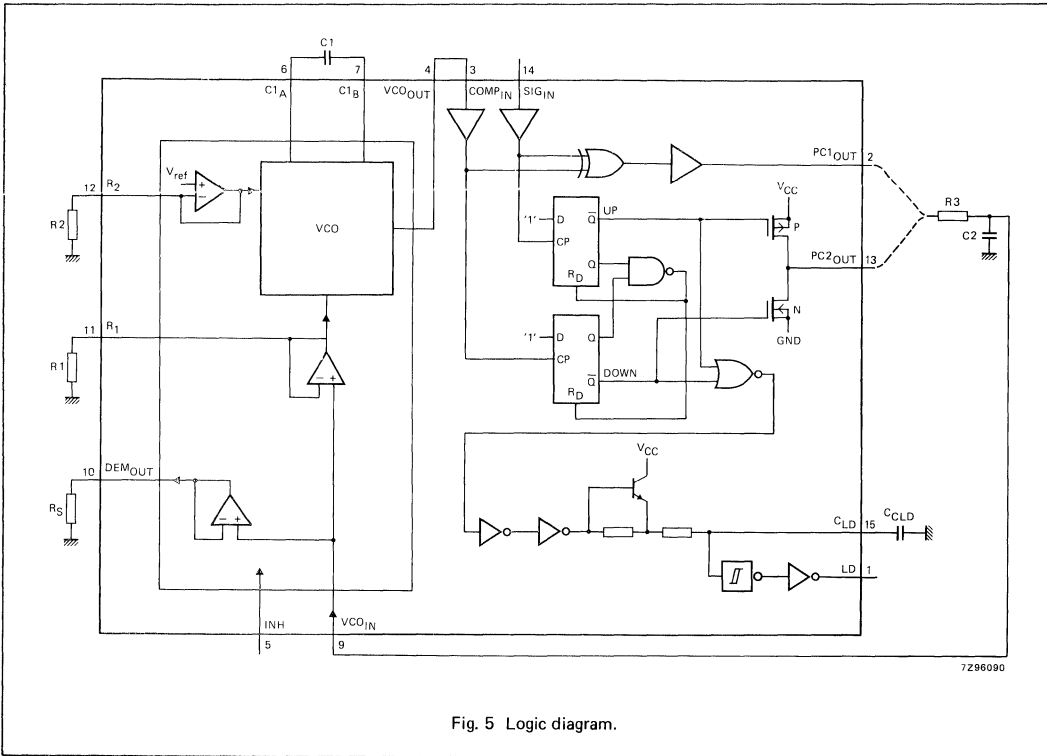 C1
6 7 4 3 14
C1A C1B VCOOUT COMPIN SIGIN
PC1OUT 2
Vref
+
−
12 R2
R2
VCO
VCC
'1' D Q̅ UP
P
R3
CP
C2
PC2OUT 13
Q
RD
11 R1
R1
N
'1' D Q
GND
CP
− +
DOWN
Q̅
RD
VCC
10 DEMOUT
RS
− +
CLD 15 CCLD
LD 1
INH VCOIN
5 9
7Z96090
Fig. 5 Logic diagram.